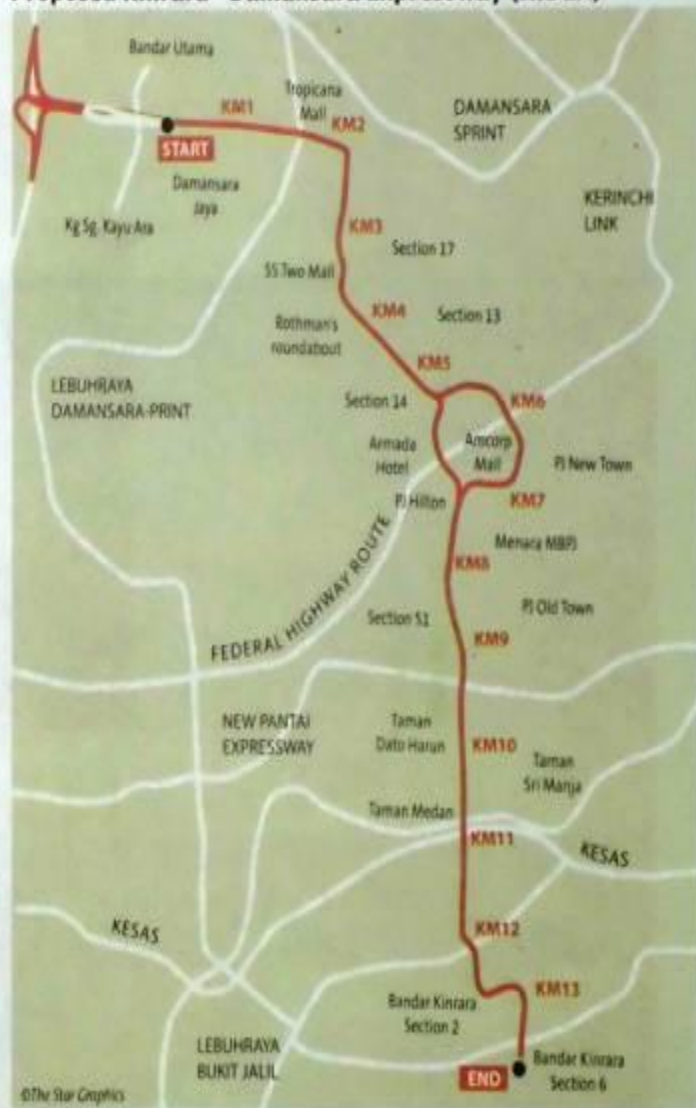 Proposed Kinrara - Damansara Expressway
Bandar Utama
KM1
Tropicana
Mall
KM2
DAMANSARA
SPRINT
START
Damansara
Jaya
KERINCHI
LINK
Kg Sg. Kayu Ara
KM3
Section 17
SS Two Mall
KM4
Section 13
Rothman's
roundabout
KM5
LEBUHRAYA
DAMANSARA-PRINT
Section 14
KM6
Armada
Hotel
Amcorp
Mall
PJ New Town
PJ Hilton
KM7
Menara MBPJ
KM8
FEDERAL HIGHWAY ROUTE
Section 51
PJ Old Town
KM9
NEW PANTAI
EXPRESSWAY
Taman
Dato Harun
KM10
Taman
Sri Manja
Taman Medan
KM11
KESAS
KESAS
KM12
KM13
Bandar Kinrara
Section 2
LEBUHRAYA
BUKIT JALIL
END
Bandar Kinrara
Section 6
©The Star Graphics